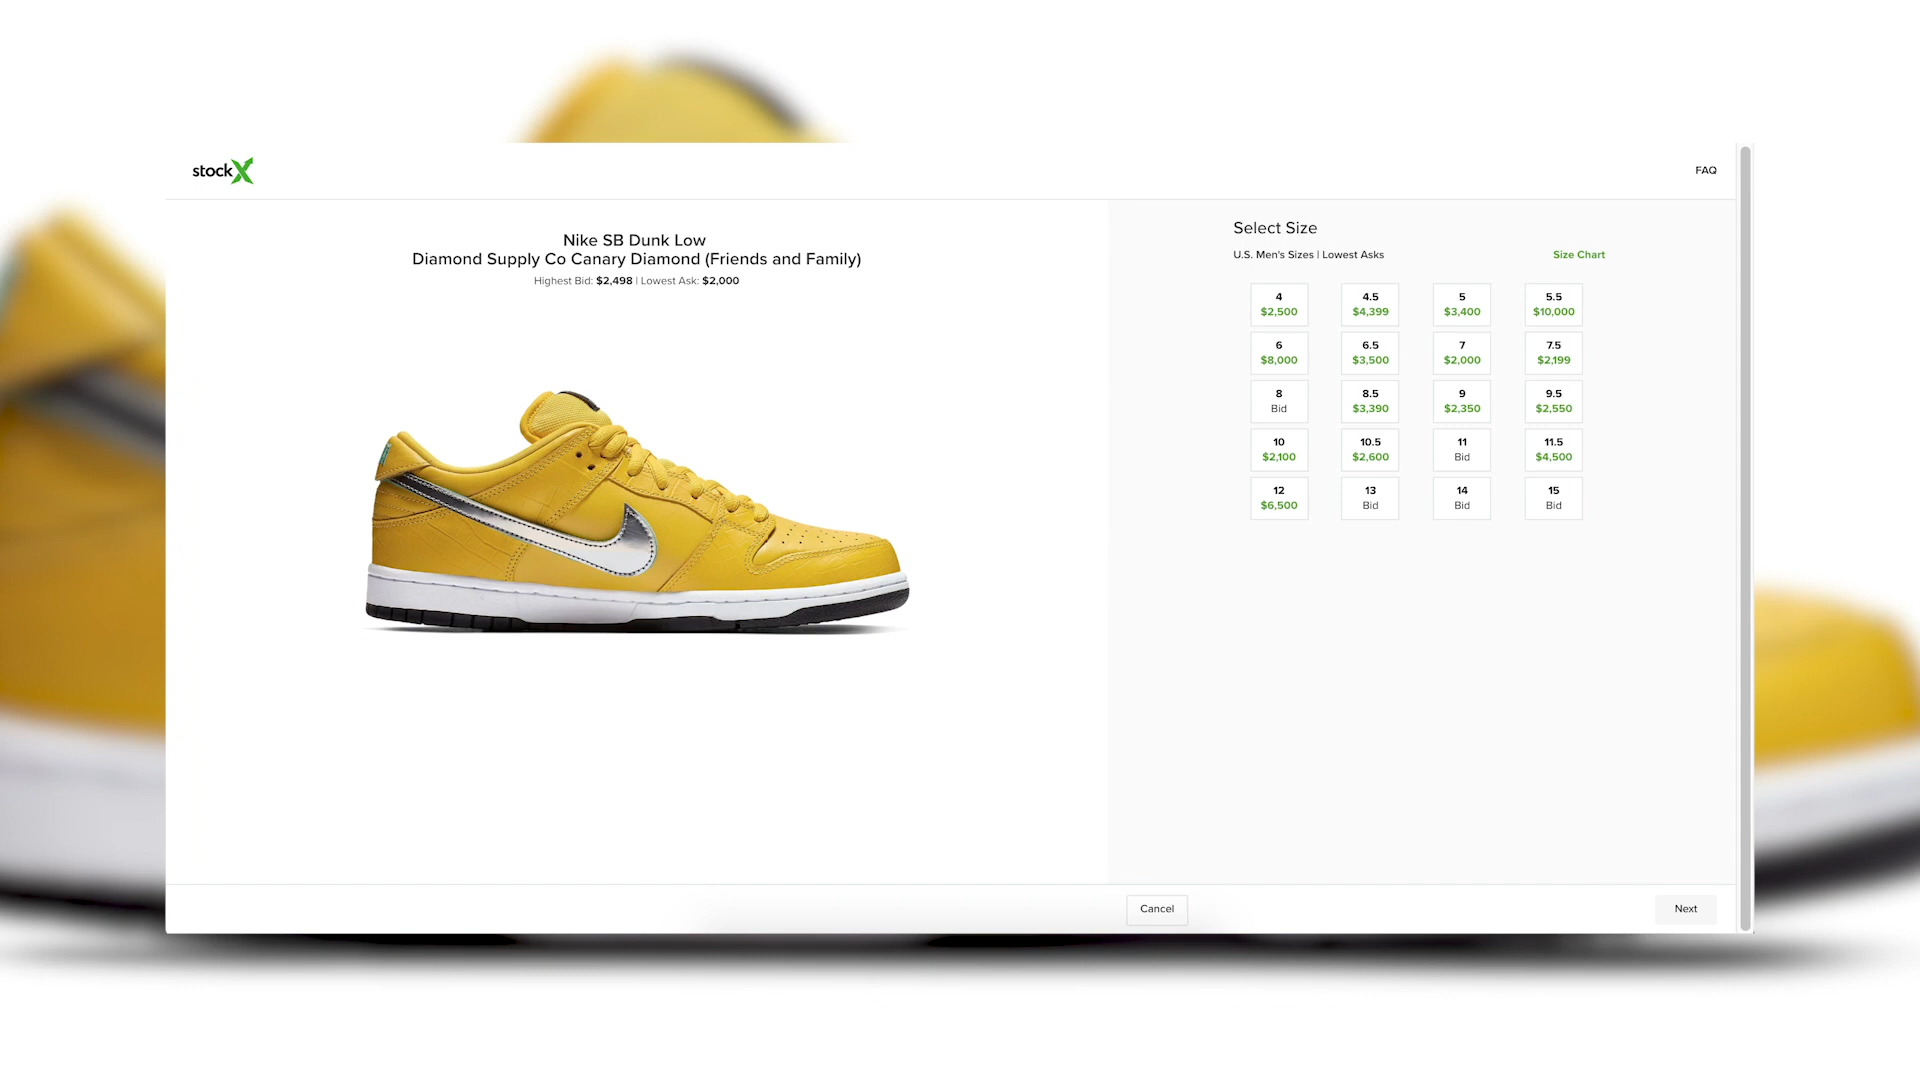 stockX
FAQ
Nike SB Dunk Low
Diamond Supply Co Canary Diamond (Friends and Family)
Highest Bid: $2,498 | Lowest Ask: $2,000
Select Size
U.S. Men's Sizes | Lowest Asks
Size Chart
4
$2,500
4.5
$4,399
5
$3,400
5.5
$10,000
6
$8,000
6.5
$3,500
7
$2,000
7.5
$2,199
8
Bid
8.5
$3,390
9
$2,350
9.5
$2,550
10
$2,100
10.5
$2,600
11
Bid
11.5
$4,500
12
$6,500
13
Bid
14
Bid
15
Bid
Cancel
Next